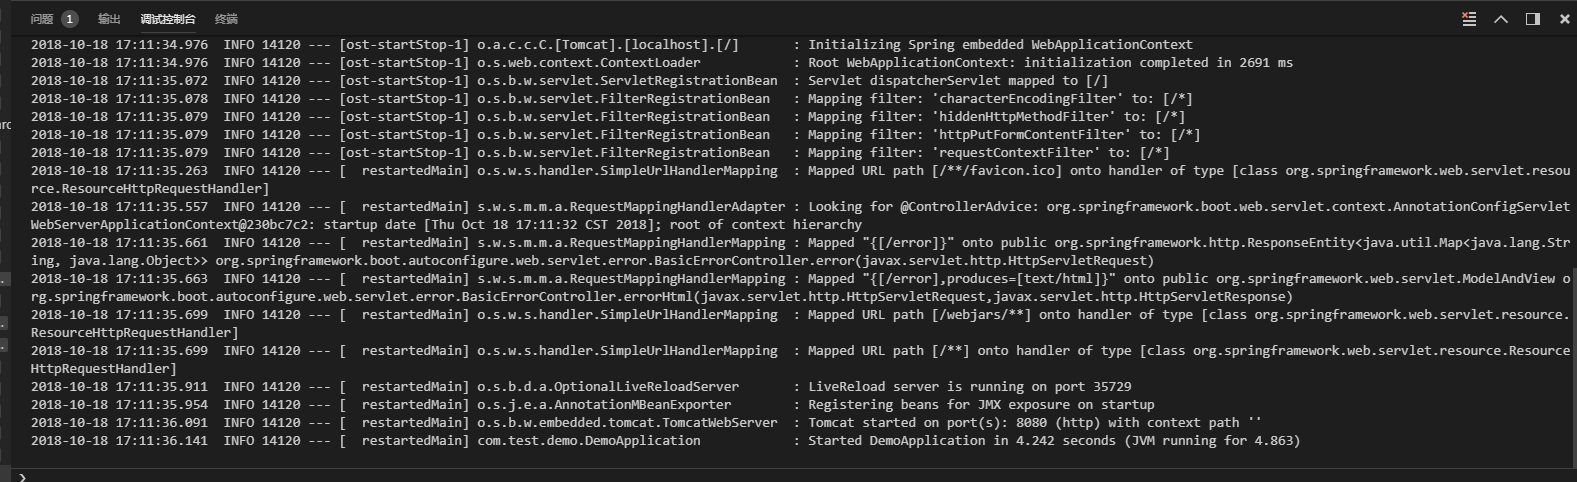 问题 1 输出 调试控制台 终端
2018-10-18 17:11:34.976  INFO 14120 --- [ost-startStop-1] o.a.c.c.C.[Tomcat].[localhost].[/]       : Initializing Spring embedded WebApplicationContext
2018-10-18 17:11:34.976  INFO 14120 --- [ost-startStop-1] o.s.web.context.ContextLoader            : Root WebApplicationContext: initialization completed in 2691 ms
2018-10-18 17:11:35.072  INFO 14120 --- [ost-startStop-1] o.s.b.w.servlet.ServletRegistrationBean  : Servlet dispatcherServlet mapped to [/]
2018-10-18 17:11:35.078  INFO 14120 --- [ost-startStop-1] o.s.b.w.servlet.FilterRegistrationBean   : Mapping filter: 'characterEncodingFilter' to: [/*]
2018-10-18 17:11:35.079  INFO 14120 --- [ost-startStop-1] o.s.b.w.servlet.FilterRegistrationBean   : Mapping filter: 'hiddenHttpMethodFilter' to: [/*]
2018-10-18 17:11:35.079  INFO 14120 --- [ost-startStop-1] o.s.b.w.servlet.FilterRegistrationBean   : Mapping filter: 'httpPutFormContentFilter' to: [/*]
2018-10-18 17:11:35.079  INFO 14120 --- [ost-startStop-1] o.s.b.w.servlet.FilterRegistrationBean   : Mapping filter: 'requestContextFilter' to: [/*]
2018-10-18 17:11:35.263  INFO 14120 --- [  restartedMain] o.s.w.s.handler.SimpleUrlHandlerMapping  : Mapped URL path [/**/favicon.ico] onto handler of type [class org.springframework.web.servlet.resou
rce.ResourceHttpRequestHandler]
2018-10-18 17:11:35.557  INFO 14120 --- [  restartedMain] s.w.s.m.m.a.RequestMappingHandlerAdapter : Looking for @ControllerAdvice: org.springframework.boot.web.servlet.context.AnnotationConfigServlet
WebServerApplicationContext@230bc7c2: startup date [Thu Oct 18 17:11:32 CST 2018]; root of context hierarchy
2018-10-18 17:11:35.661  INFO 14120 --- [  restartedMain] s.w.s.m.m.a.RequestMappingHandlerMapping : Mapped "{[/error]}" onto public org.springframework.http.ResponseEntity<java.util.Map<java.lang.Str
ing, java.lang.Object>> org.springframework.boot.autoconfigure.web.servlet.error.BasicErrorController.error(javax.servlet.http.HttpServletRequest)
2018-10-18 17:11:35.663  INFO 14120 --- [  restartedMain] s.w.s.m.m.a.RequestMappingHandlerMapping : Mapped "{[/error],produces=[text/html]}" onto public org.springframework.web.servlet.ModelAndView o
rg.springframework.boot.autoconfigure.web.servlet.error.BasicErrorController.errorHtml(javax.servlet.http.HttpServletRequest,javax.servlet.http.HttpServletResponse)
2018-10-18 17:11:35.699  INFO 14120 --- [  restartedMain] o.s.w.s.handler.SimpleUrlHandlerMapping  : Mapped URL path [/webjars/**] onto handler of type [class org.springframework.web.servlet.resource.
ResourceHttpRequestHandler]
2018-10-18 17:11:35.699  INFO 14120 --- [  restartedMain] o.s.w.s.handler.SimpleUrlHandlerMapping  : Mapped URL path [/**] onto handler of type [class org.springframework.web.servlet.resource.Resource
HttpRequestHandler]
2018-10-18 17:11:35.911  INFO 14120 --- [  restartedMain] o.s.b.d.a.OptionalLiveReloadServer       : LiveReload server is running on port 35729
2018-10-18 17:11:35.954  INFO 14120 --- [  restartedMain] o.s.j.e.a.AnnotationMBeanExporter        : Registering beans for JMX exposure on startup
2018-10-18 17:11:36.091  INFO 14120 --- [  restartedMain] o.s.b.w.embedded.tomcat.TomcatWebServer  : Tomcat started on port(s): 8080 (http) with context path ''
2018-10-18 17:11:36.141  INFO 14120 --- [  restartedMain] com.test.demo.DemoApplication            : Started DemoApplication in 4.242 seconds (JVM running for 4.863)